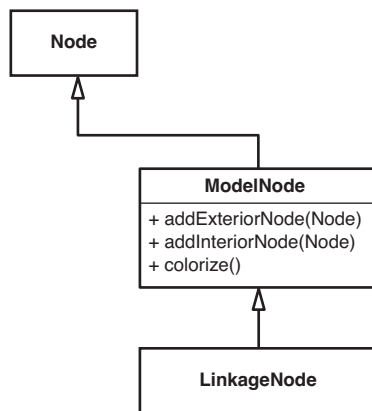 Node
ModelNode
+ addExteriorNode(Node)
+ addInteriorNode(Node)
+ colorize()
LinkageNode